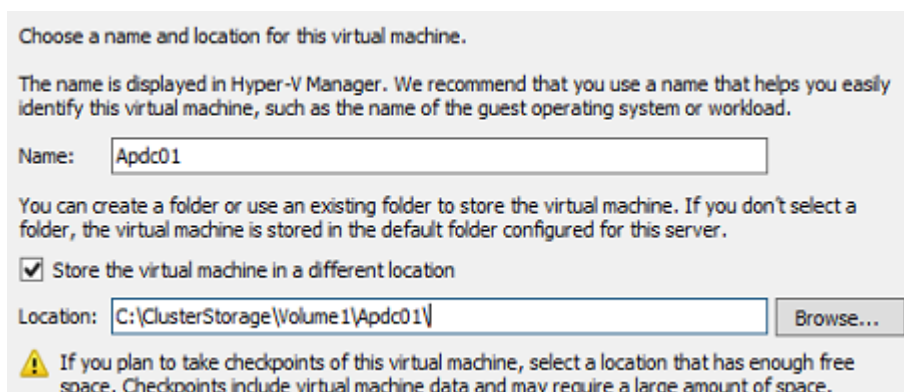 Choose a name and location for this virtual machine.
The name is displayed in Hyper-V Manager. We recommend that you use a name that helps you easily
identify this virtual machine, such as the name of the guest operating system or workload.
Name: Apdc01
You can create a folder or use an existing folder to store the virtual machine. If you don't select a
folder, the virtual machine is stored in the default folder configured for this server.
Store the virtual machine in a different location
Location: C:\ClusterStorage\Volume1\Apdc01\ Browse...
If you plan to take checkpoints of this virtual machine, select a location that has enough free
space. Checkpoints include virtual machine data and may require a large amount of space.